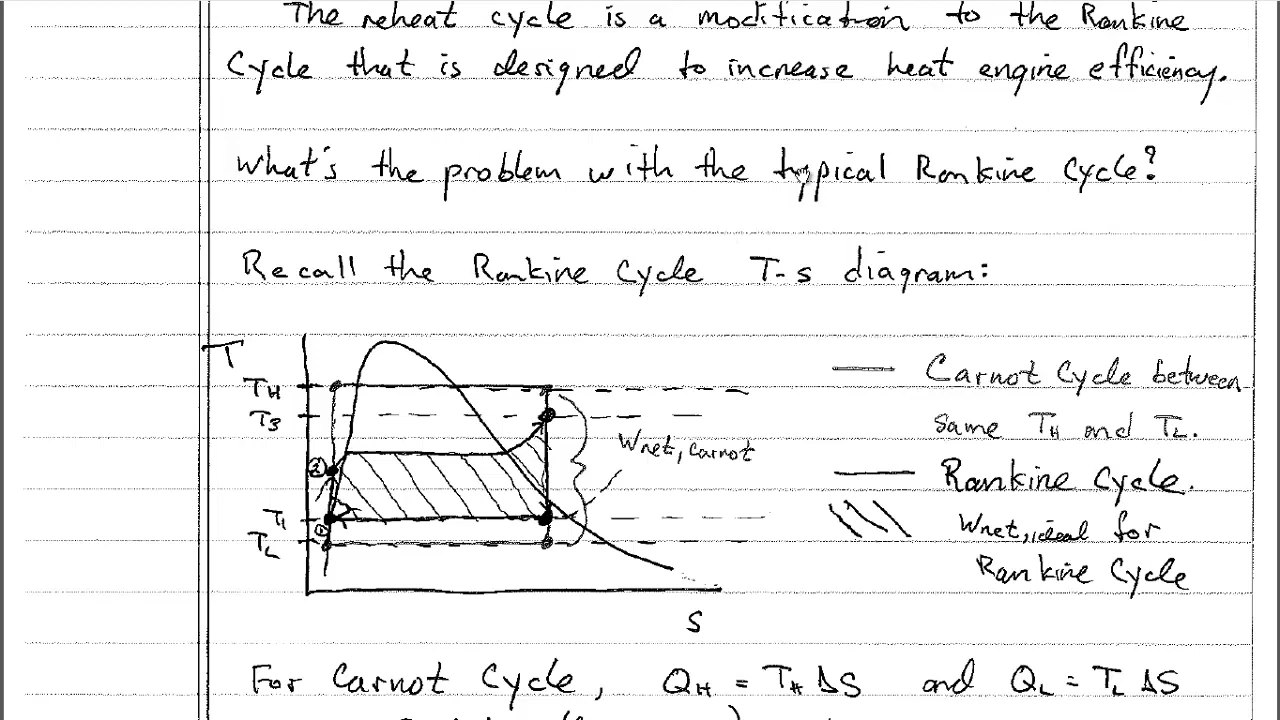 The reheat cycle is a modification to the Rankine
Cycle that is designed to increase heat engine efficiency.
What's the problem with the typical Rankine Cycle?
Recall the Rankine Cycle T-s diagram:
T
TH
T3
②
T1
①
TL
S
Wnet, carnot
Carnot Cycle between
same TH and TL.
Rankine Cycle.
Wnet, ideal for
Rankine Cycle
For Carnot Cycle, QH = TH ΔS and QL = TL ΔS